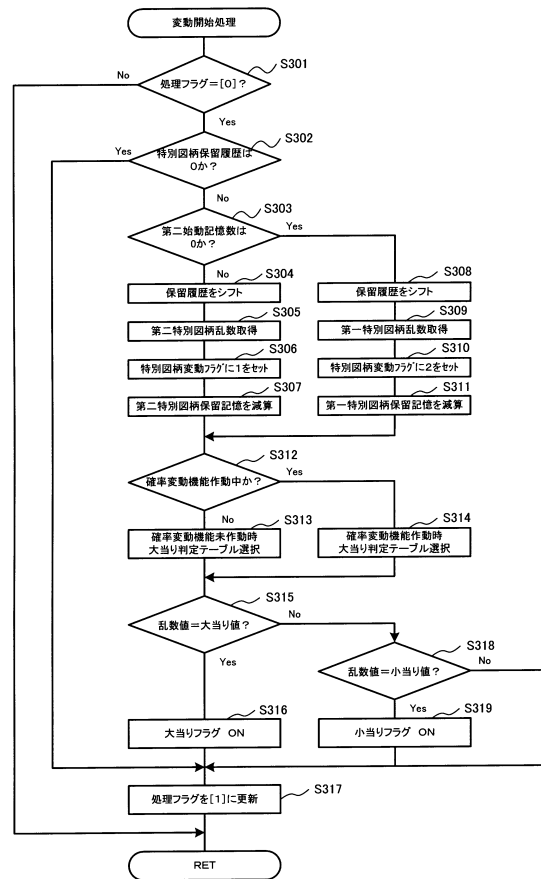 変動開始処理
S301
処理フラグ=[0]?
No
Yes
S302
特別図柄保留履歴は
0か?
Yes
No
S303
第二始動記憶数は
0か?
Yes
No
S304
保留履歴をシフト
S308
保留履歴をシフト
S305
第二特別図柄乱数取得
S309
第一特別図柄乱数取得
S306
特別図柄変動フラグに1をセット
S310
特別図柄変動フラグに2をセット
S307
第二特別図柄保留記憶を減算
S311
第一特別図柄保留記憶を減算
S312
確率変動機能作動中か?
Yes
No
S313
確率変動機能未作動時
大当り判定テーブル選択
S314
確率変動機能作動時
大当り判定テーブル選択
S315
乱数値=大当り値?
No
Yes
S318
乱数値=小当り値?
No
Yes
S316
大当りフラグ ON
S319
小当りフラグ ON
S317
処理フラグを[1]に更新
RET